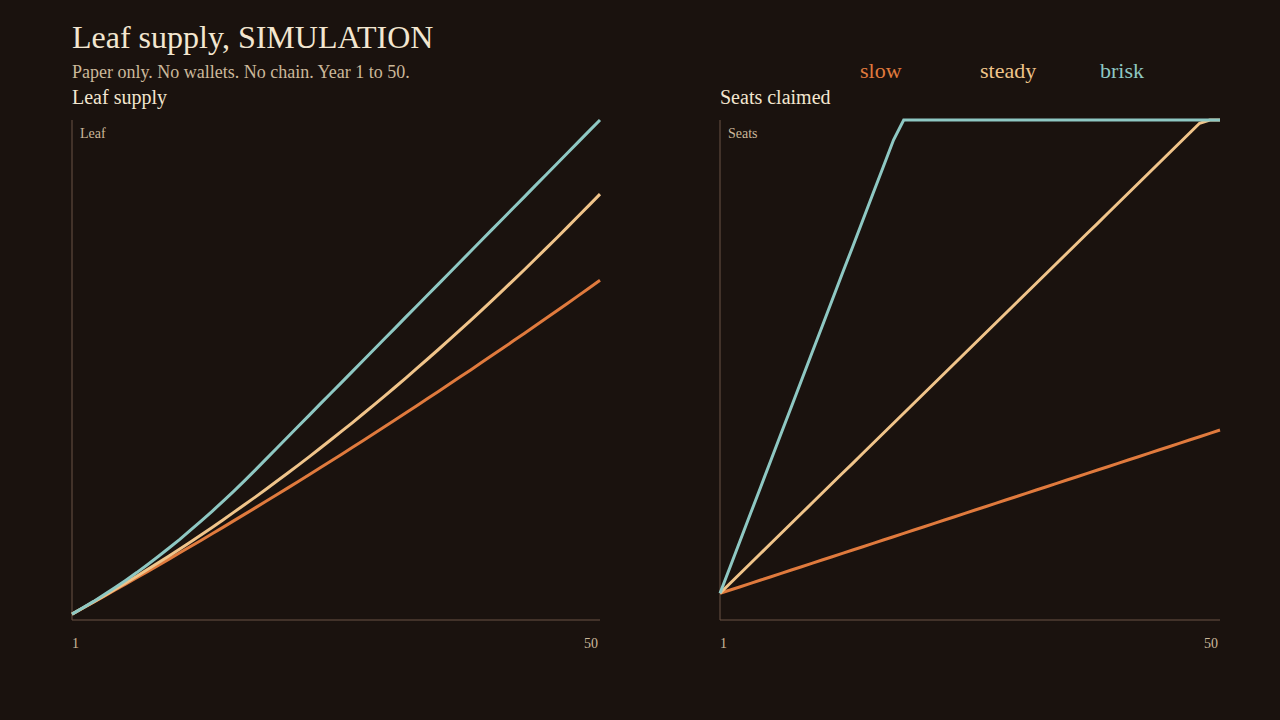 Leaf supply, SIMULATION
Paper only. No wallets. No chain. Year 1 to 50.
slow steady brisk
Leaf supply
Leaf
1 50
Seats claimed
Seats
1 50